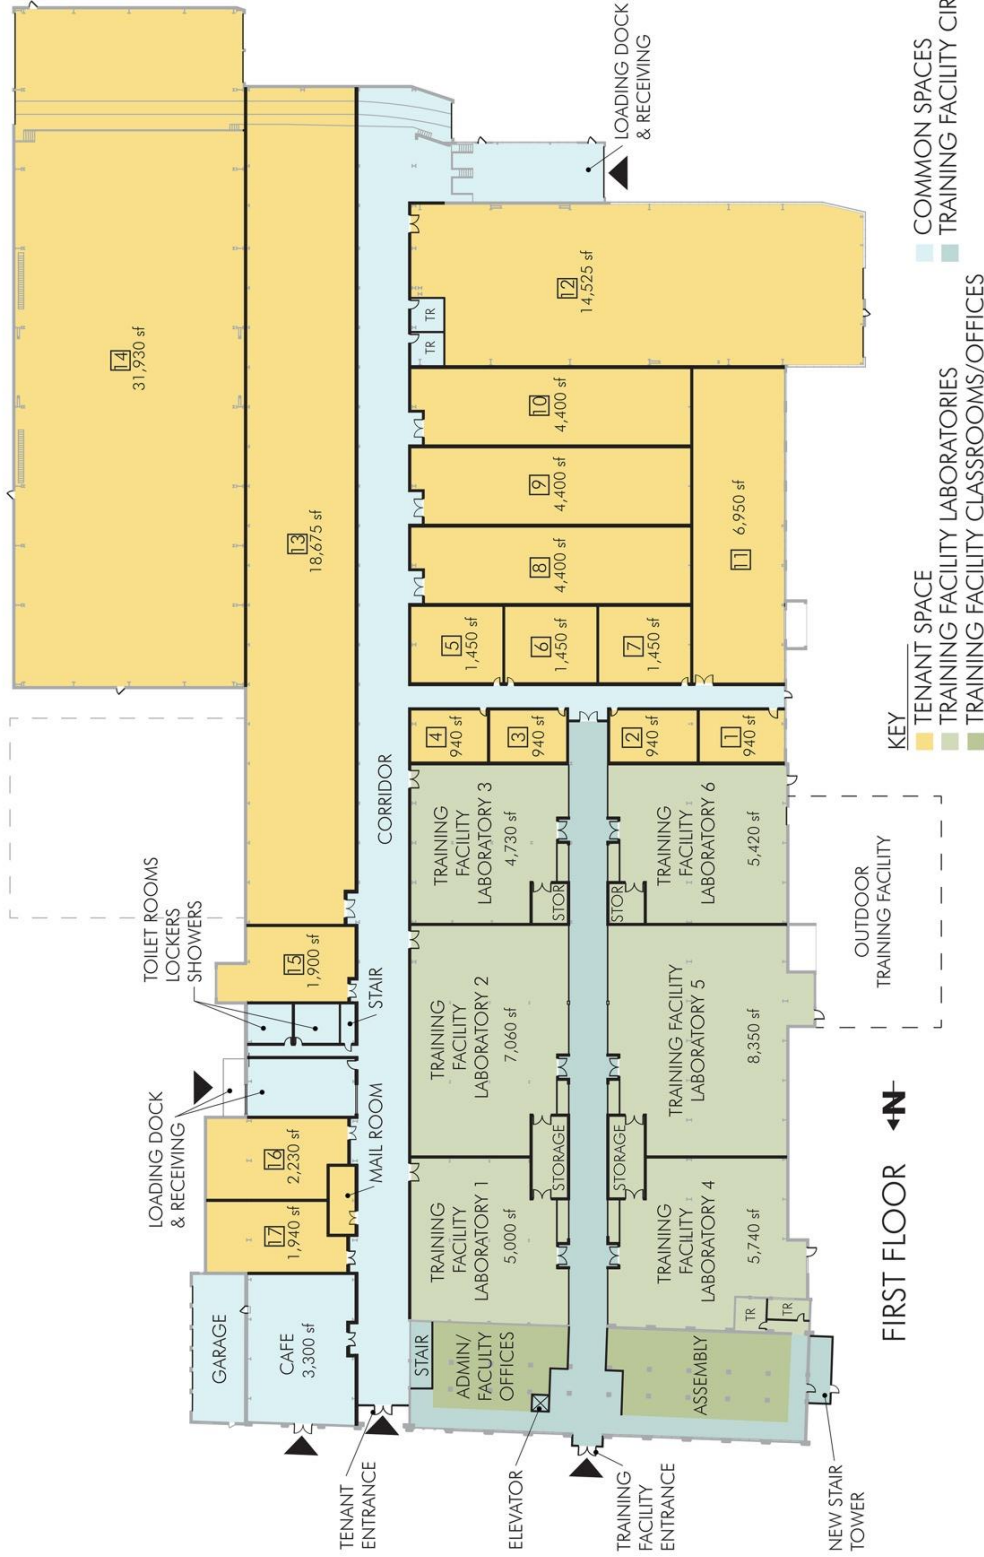 14
31,930 sf
13
18,675 sf
LOADING DOCK
& RECEIVING
12
14,525 sf
TR
TR
10
4,400 sf
9
4,400 sf
8
4,400 sf
11 6,950 sf
5
1,450 sf
6
1,450 sf
7
1,450 sf
4
940 sf
3
940 sf
2
940 sf
1
940 sf
CORRIDOR
TOILET ROOMS
LOCKERS
SHOWERS
15
1,900 sf
STAIR
LOADING DOCK
& RECEIVING
16
2,230 sf
17
1,940 sf
MAIL ROOM
GARAGE
CAFE
3,300 sf
TRAINING
FACILITY
LABORATORY 3
4,730 sf
STOR
TRAINING
FACILITY
LABORATORY 6
5,420 sf
STOR
TRAINING
FACILITY
LABORATORY 2
7,060 sf
TRAINING FACILITY
LABORATORY 5
8,350 sf
STORAGE
STORAGE
TRAINING
FACILITY
LABORATORY 1
5,000 sf
TRAINING
FACILITY
LABORATORY 4
5,740 sf
TR
TR
STAIR
ADMIN/
FACULTY
OFFICES
ASSEMBLY
TENANT
ENTRANCE
ELEVATOR
TRAINING
FACILITY
ENTRANCE
NEW STAIR
TOWER
OUTDOOR
TRAINING FACILITY
FIRST FLOOR
N
KEY
TENANT SPACE
TRAINING FACILITY LABORATORIES
TRAINING FACILITY CLASSROOMS/OFFICES
COMMON SPACES
TRAINING FACILITY CIR